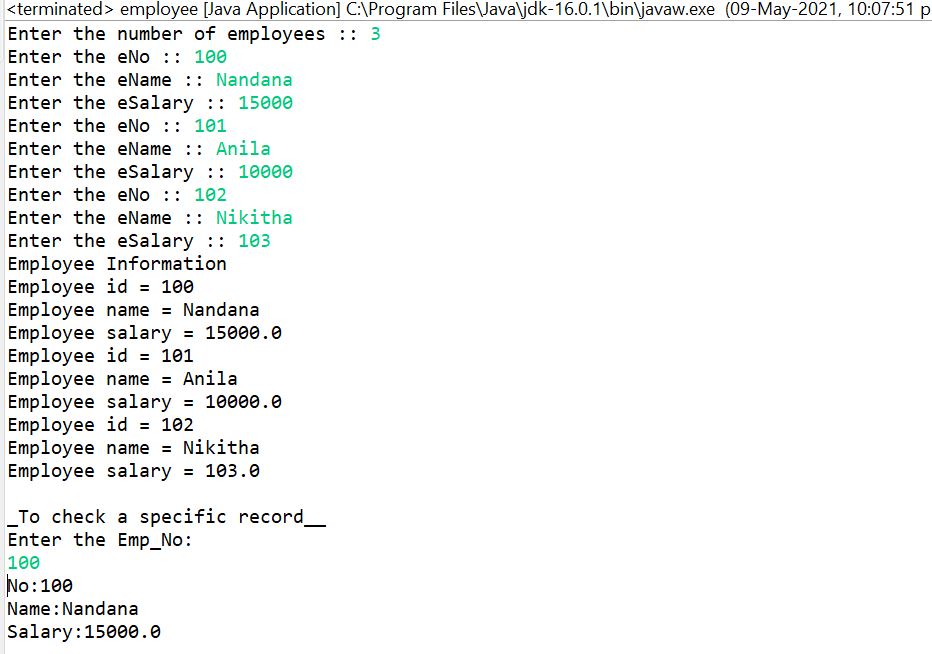 <terminated> employee [Java Application] C:\Program Files\Java\jdk-16.0.1\bin\javaw.exe (09-May-2021, 10:07:51 p
Enter the number of employees :: 3
Enter the eNo :: 100
Enter the eName :: Nandana
Enter the eSalary :: 15000
Enter the eNo :: 101
Enter the eName :: Anila
Enter the eSalary :: 10000
Enter the eNo :: 102
Enter the eName :: Nikitha
Enter the eSalary :: 103
Employee Information
Employee id = 100
Employee name = Nandana
Employee salary = 15000.0
Employee id = 101
Employee name = Anila
Employee salary = 10000.0
Employee id = 102
Employee name = Nikitha
Employee salary = 103.0
_To check a specific record__
Enter the Emp_No:
100
No:100
Name:Nandana
Salary:15000.0